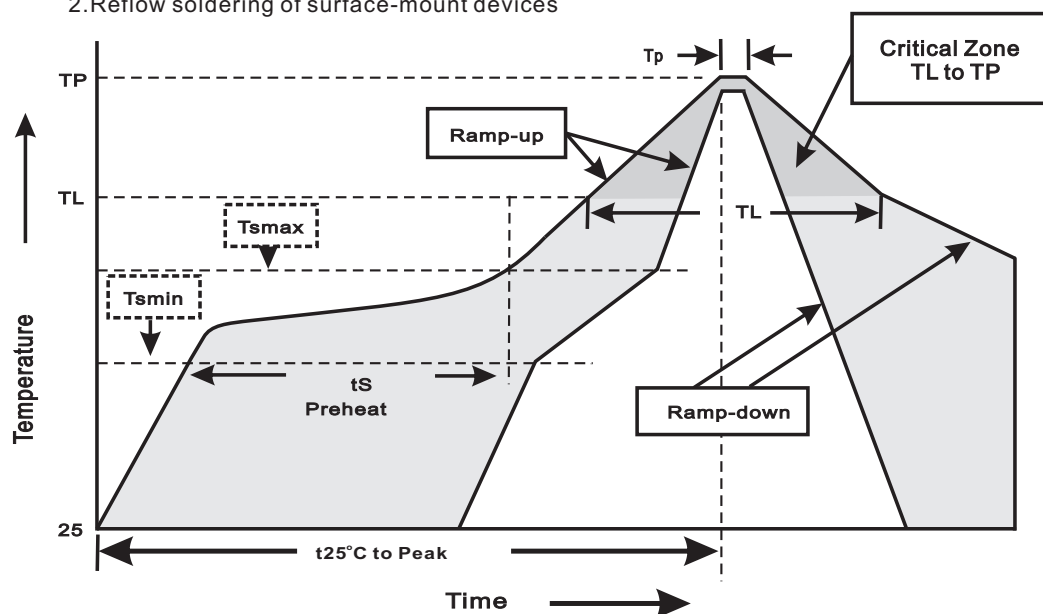 2.Reflow soldering of surface-mount devices
Tp
Critical Zone
TL to TP
TP
Ramp-up
TL
TL
Tsmax
Tsmin
Temperature
tS
Preheat
Ramp-down
25
t25°C to Peak
Time